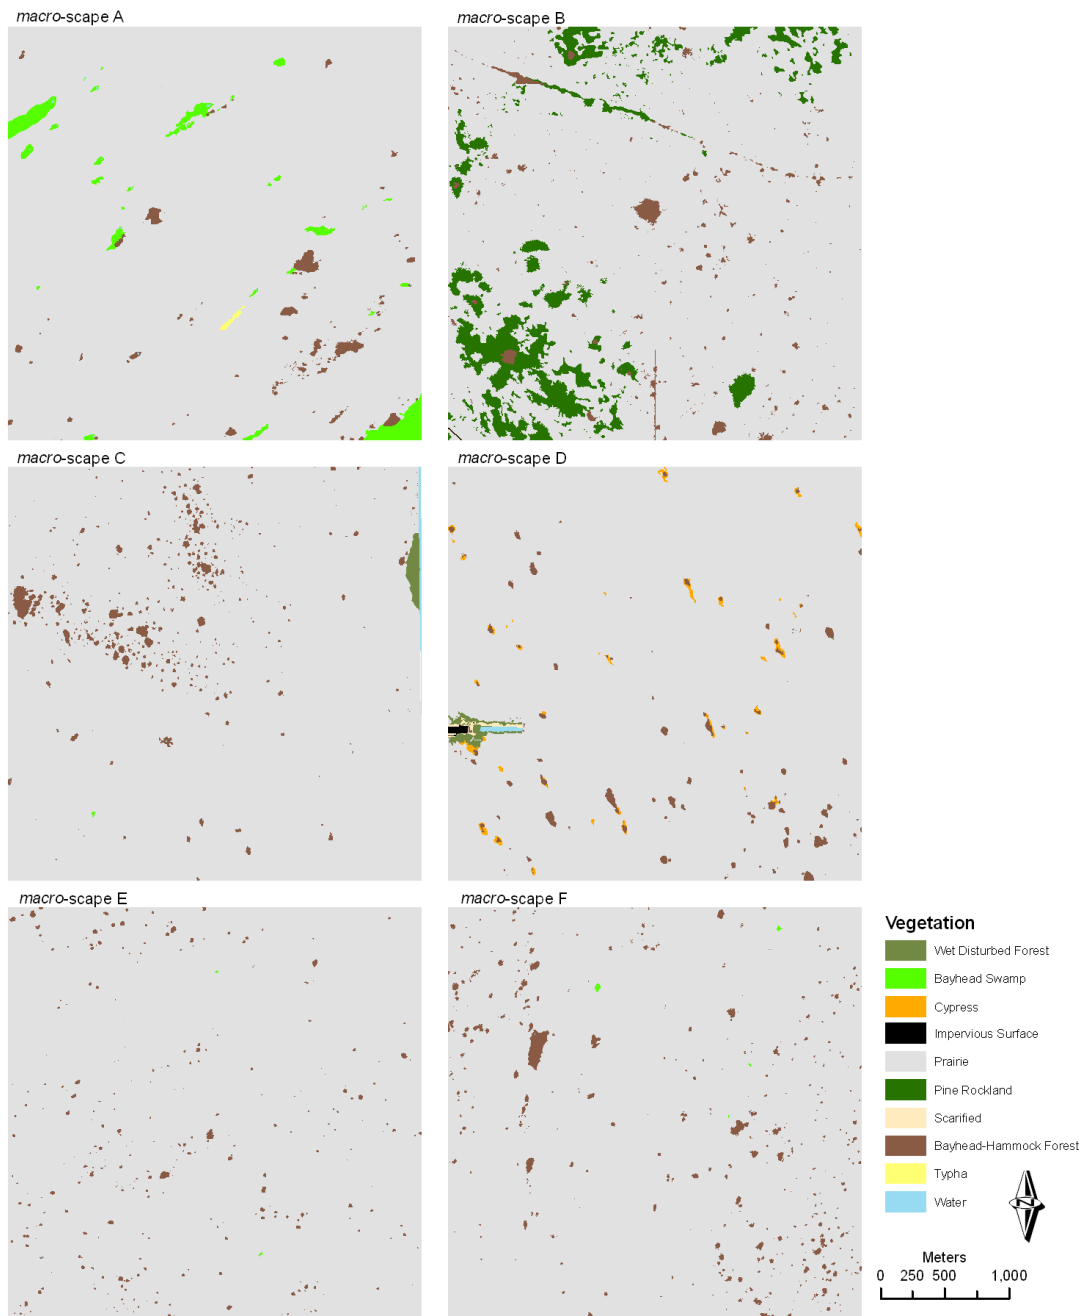 macro-scape A
macro-scape B
macro-scape C
macro-scape D
macro-scape E
macro-scape F
Vegetation
Wet Disturbed Forest
Bayhead Swamp
Cypress
Impervious Surface
Prairie
Pine Rockland
Scarified
Bayhead-Hammock Forest
Typha
Water
N
Meters
0 250 500 1,000